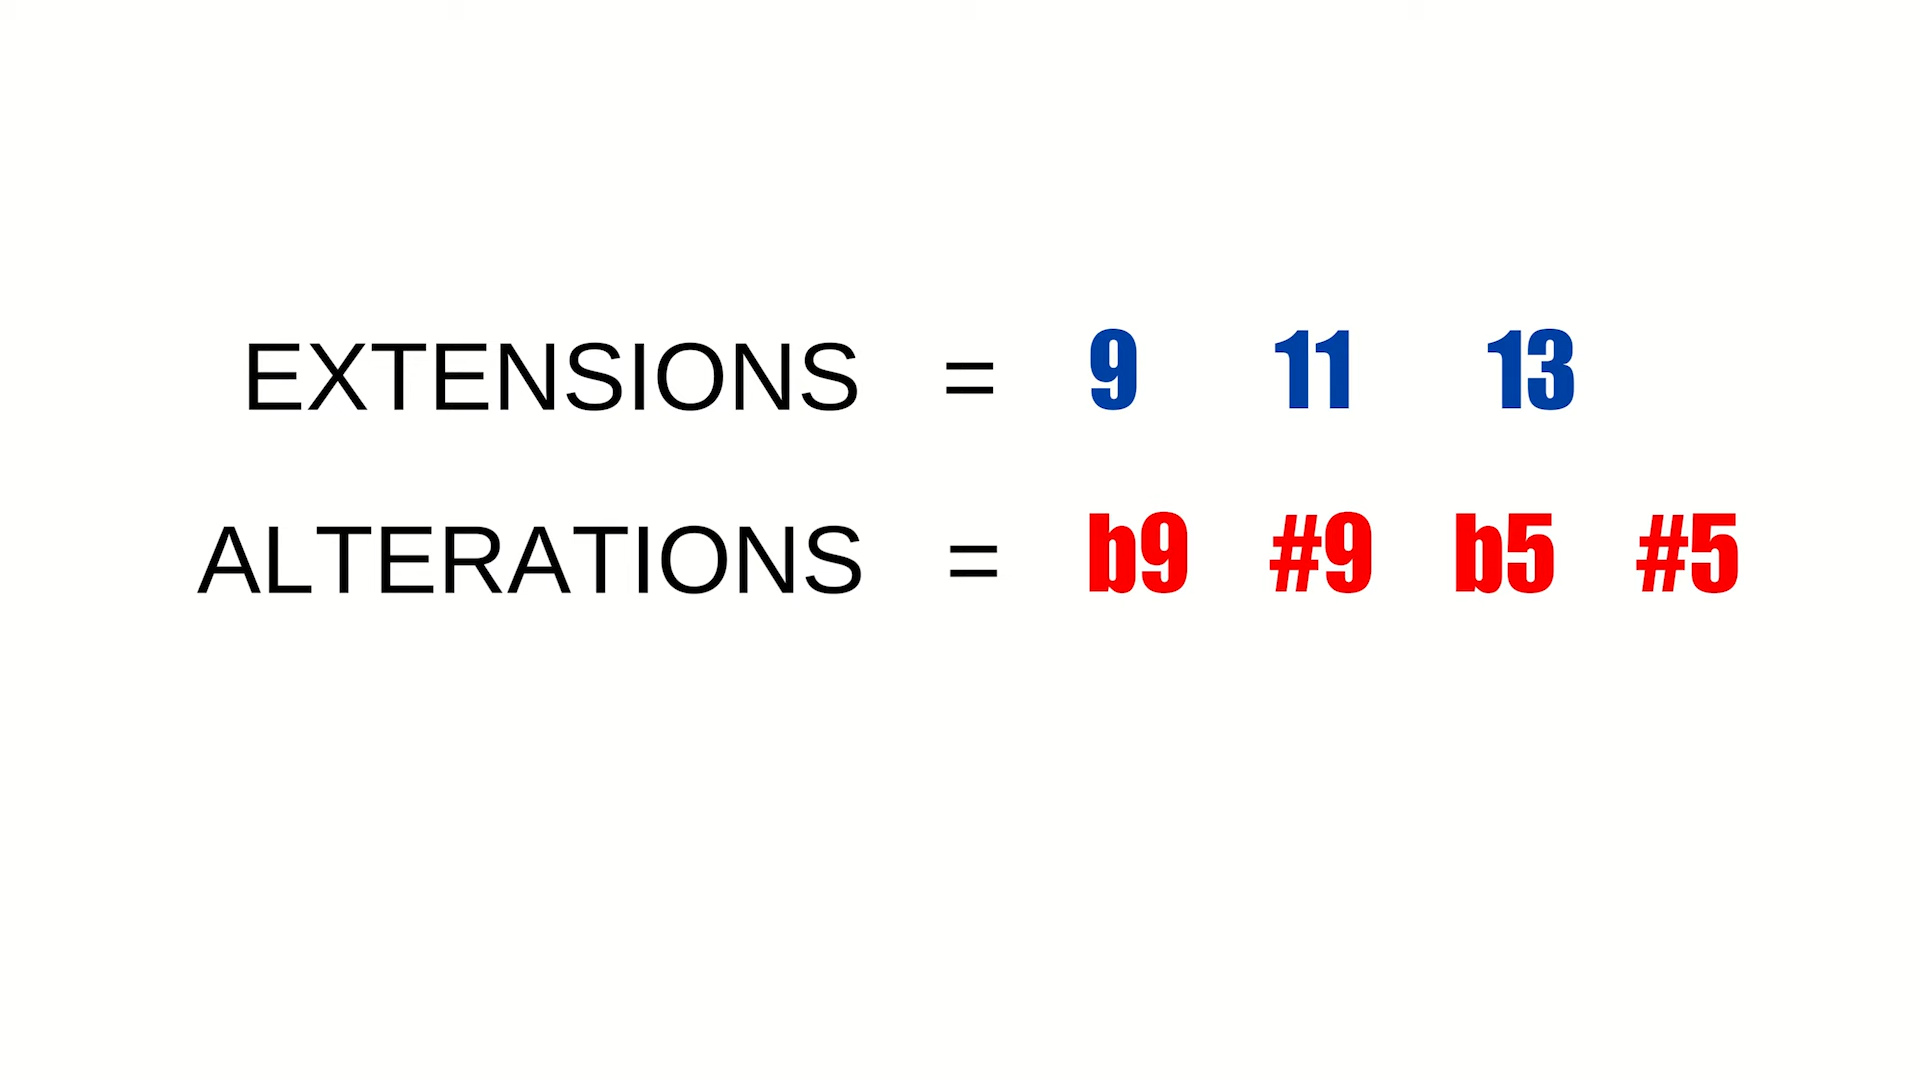 EXTENSIONS = 9 11 13
ALTERATIONS = b9 #9 b5 #5